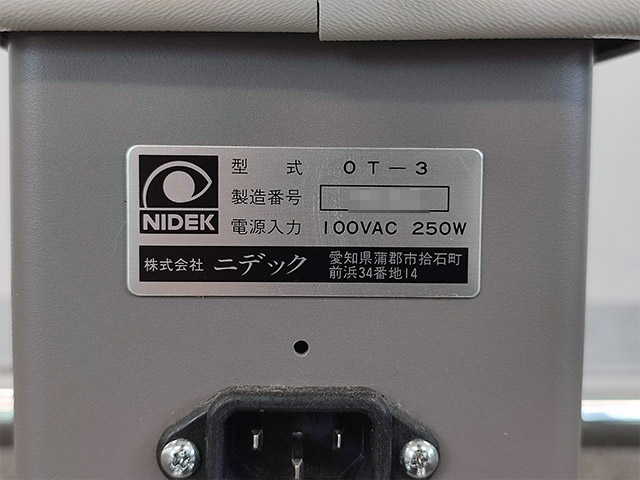 NIDEK
型式 OT-3
製造番号
電源入力 100VAC 250W
株式会社 ニデック
愛知県蒲郡市拾石町
前浜34番地14